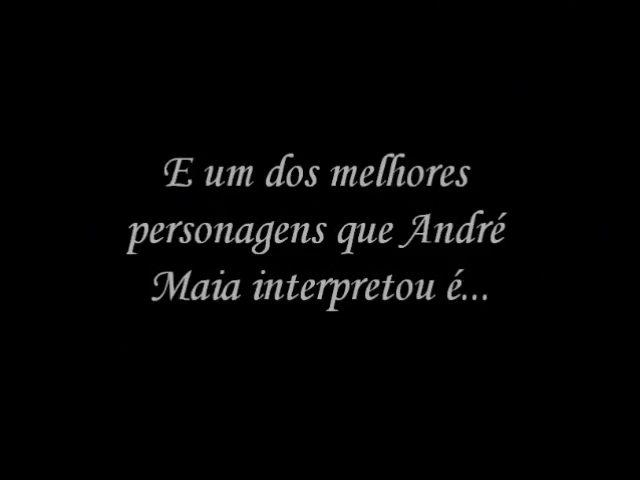 E um dos melhores
personagens que André
Maia interpretou é...